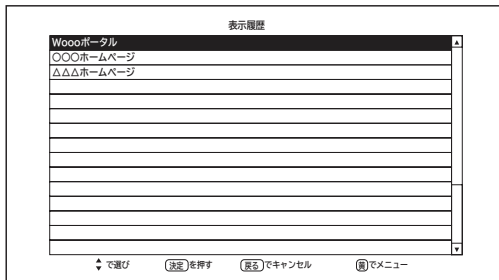 表示履歴
Woooポータル
○○○ホームページ
△△△ホームページ
で選び 決定を押す 戻るでキャンセル 黄でメニュー